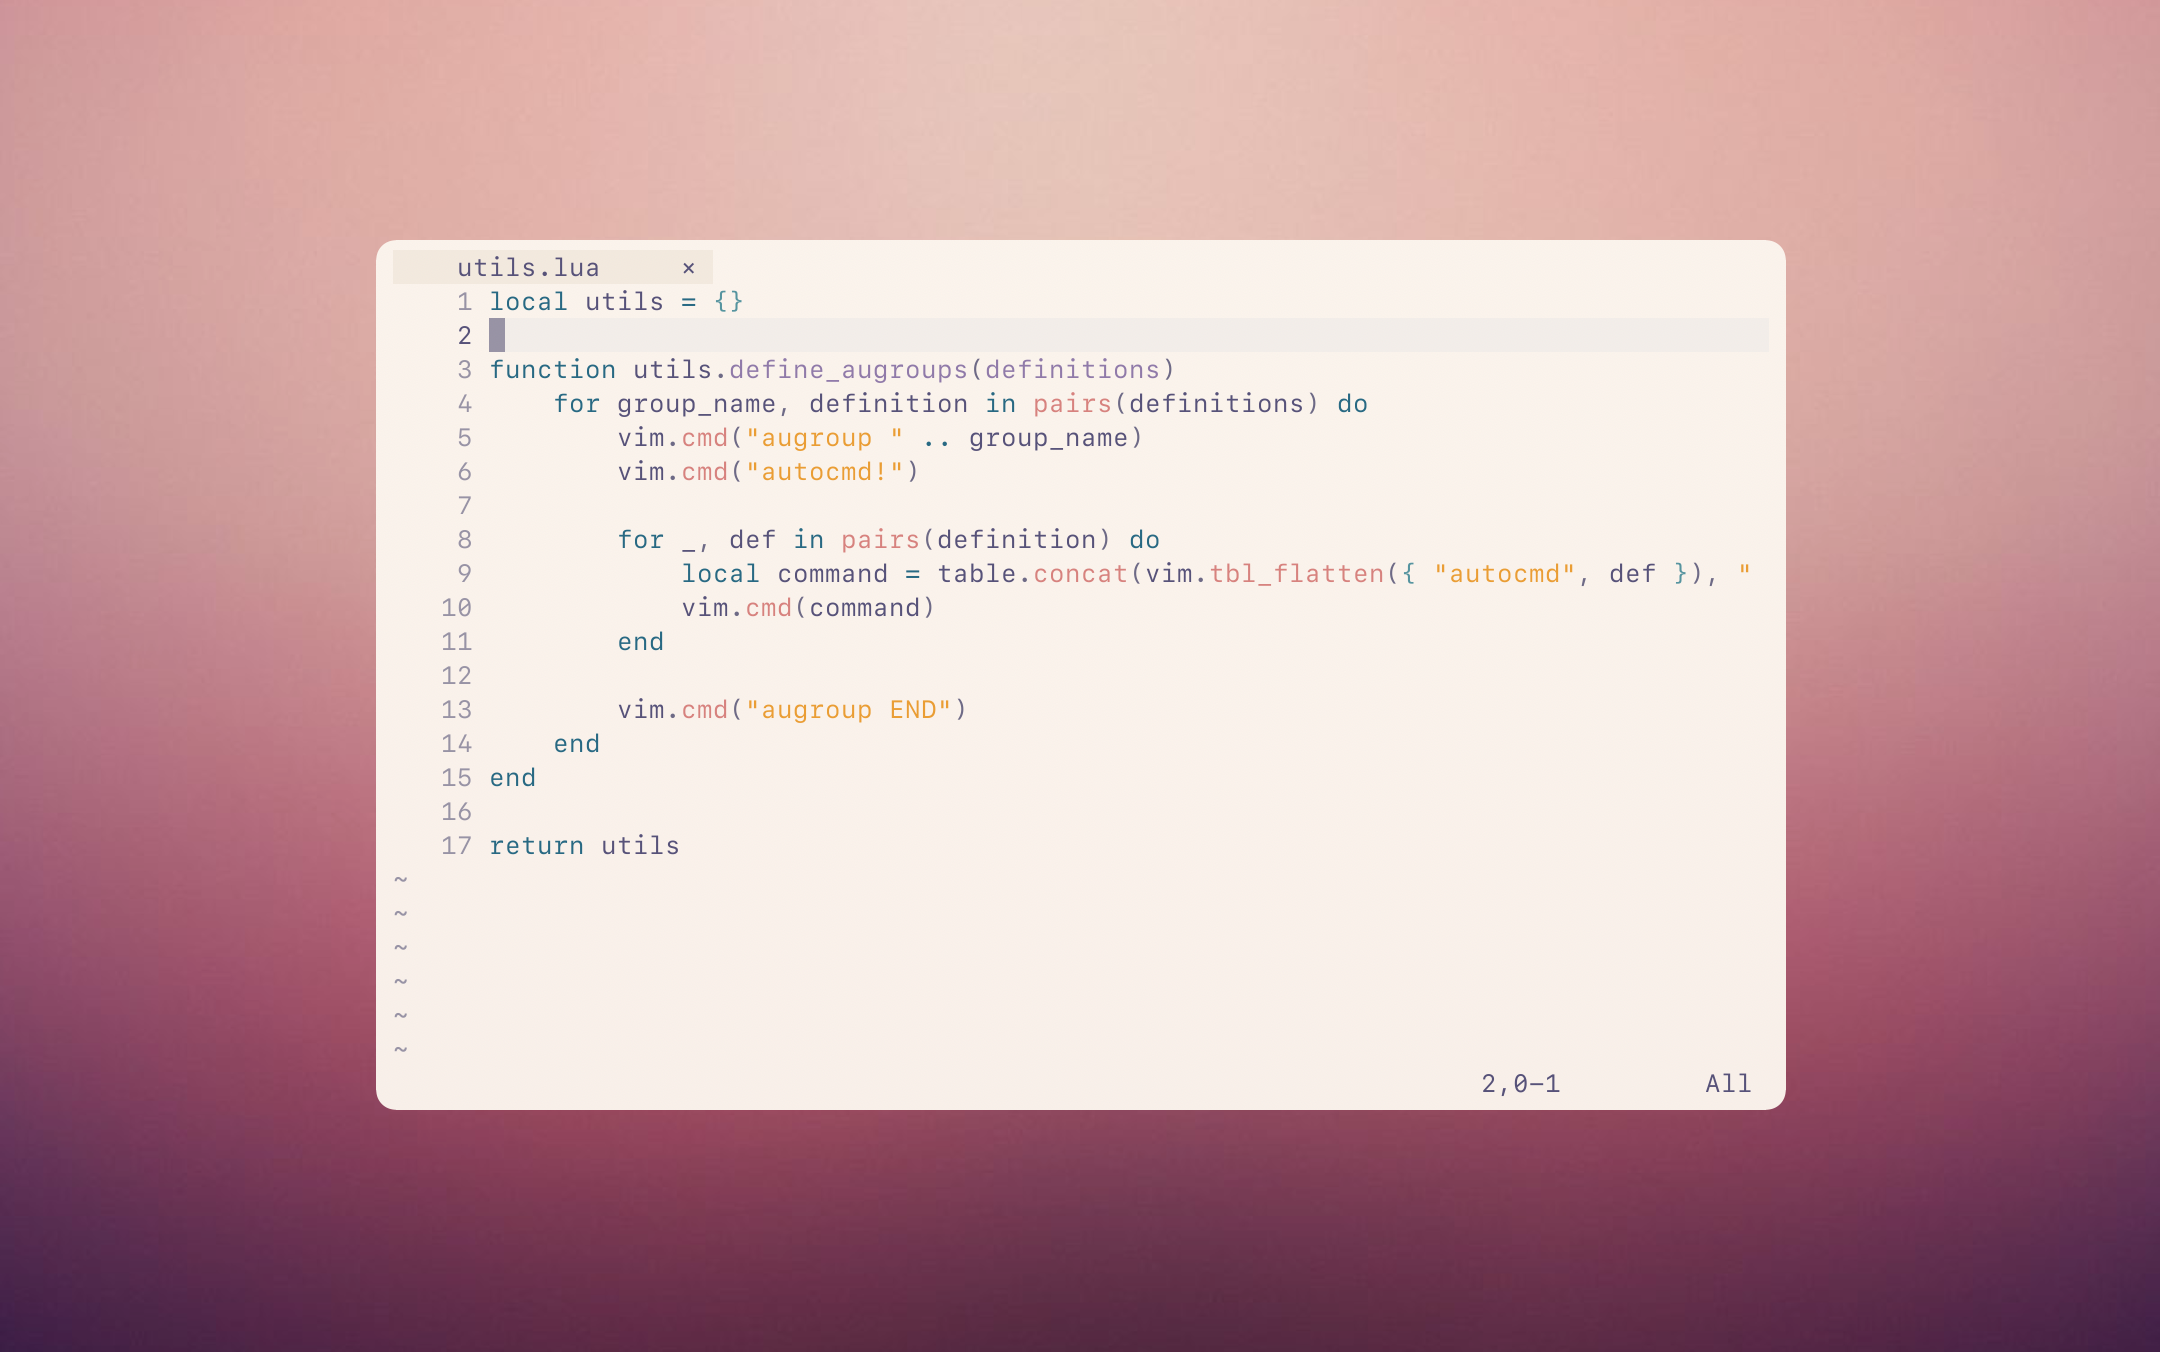 utils.lua ×
1 local utils = {}
2
3 function utils.define_augroups(definitions)
4     for group_name, definition in pairs(definitions) do
5         vim.cmd("augroup " .. group_name)
6         vim.cmd("autocmd!")
7
8         for _, def in pairs(definition) do
9             local command = table.concat(vim.tbl_flatten({ "autocmd", def }), "
10             vim.cmd(command)
11         end
12
13         vim.cmd("augroup END")
14     end
15 end
16
17 return utils
~
~
~
~
~
~
2,0-1 All